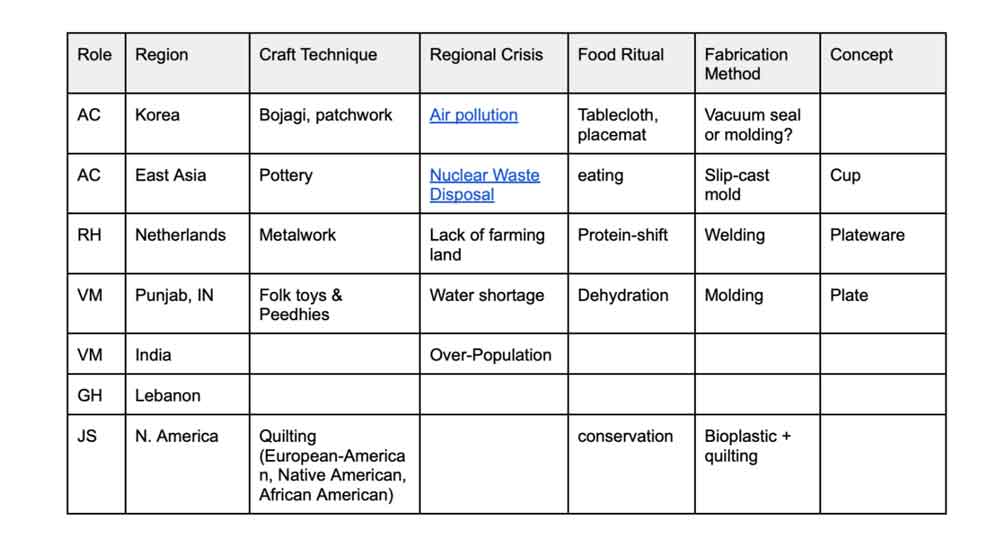 Role Region Craft Technique Regional Crisis Food Ritual Fabrication Method Concept
AC Korea Bojagi, patchwork Air pollution Tablecloth, placemat Vacuum seal or molding?
AC East Asia Pottery Nuclear Waste Disposal eating Slip-cast mold Cup
RH Netherlands Metalwork Lack of farming land Protein-shift Welding Plateware
VM Punjab, IN Folk toys & Peedhies Water shortage Dehydration Molding Plate
VM India Over-Population
GH Lebanon
JS N. America Quilting (European-American, Native American, African American) conservation Bioplastic + quilting